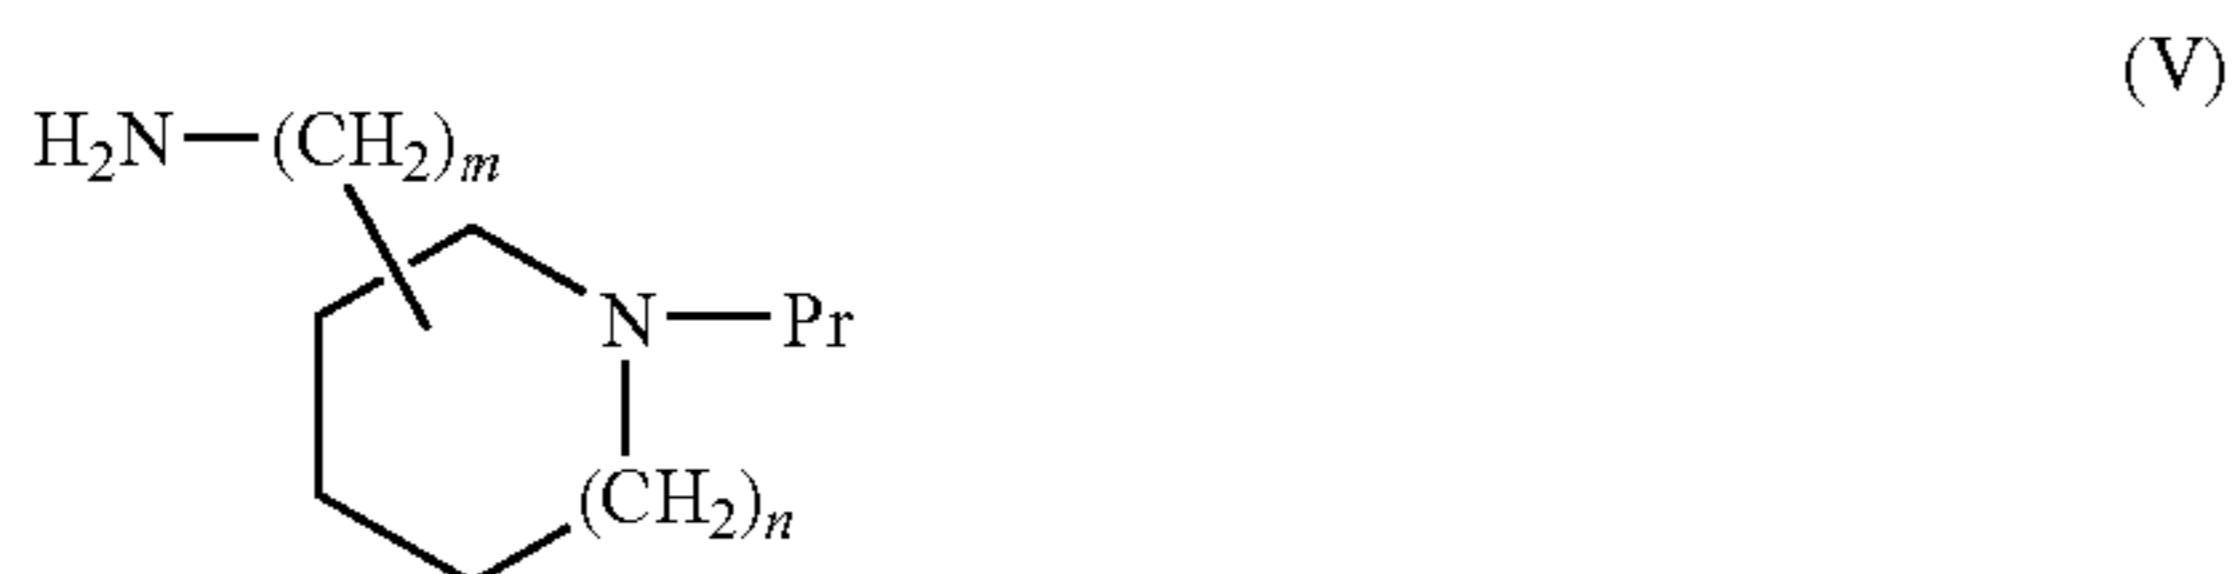 (V)
H₂N—(CH₂)ₘ
N—Pr
(CH₂)ₙ